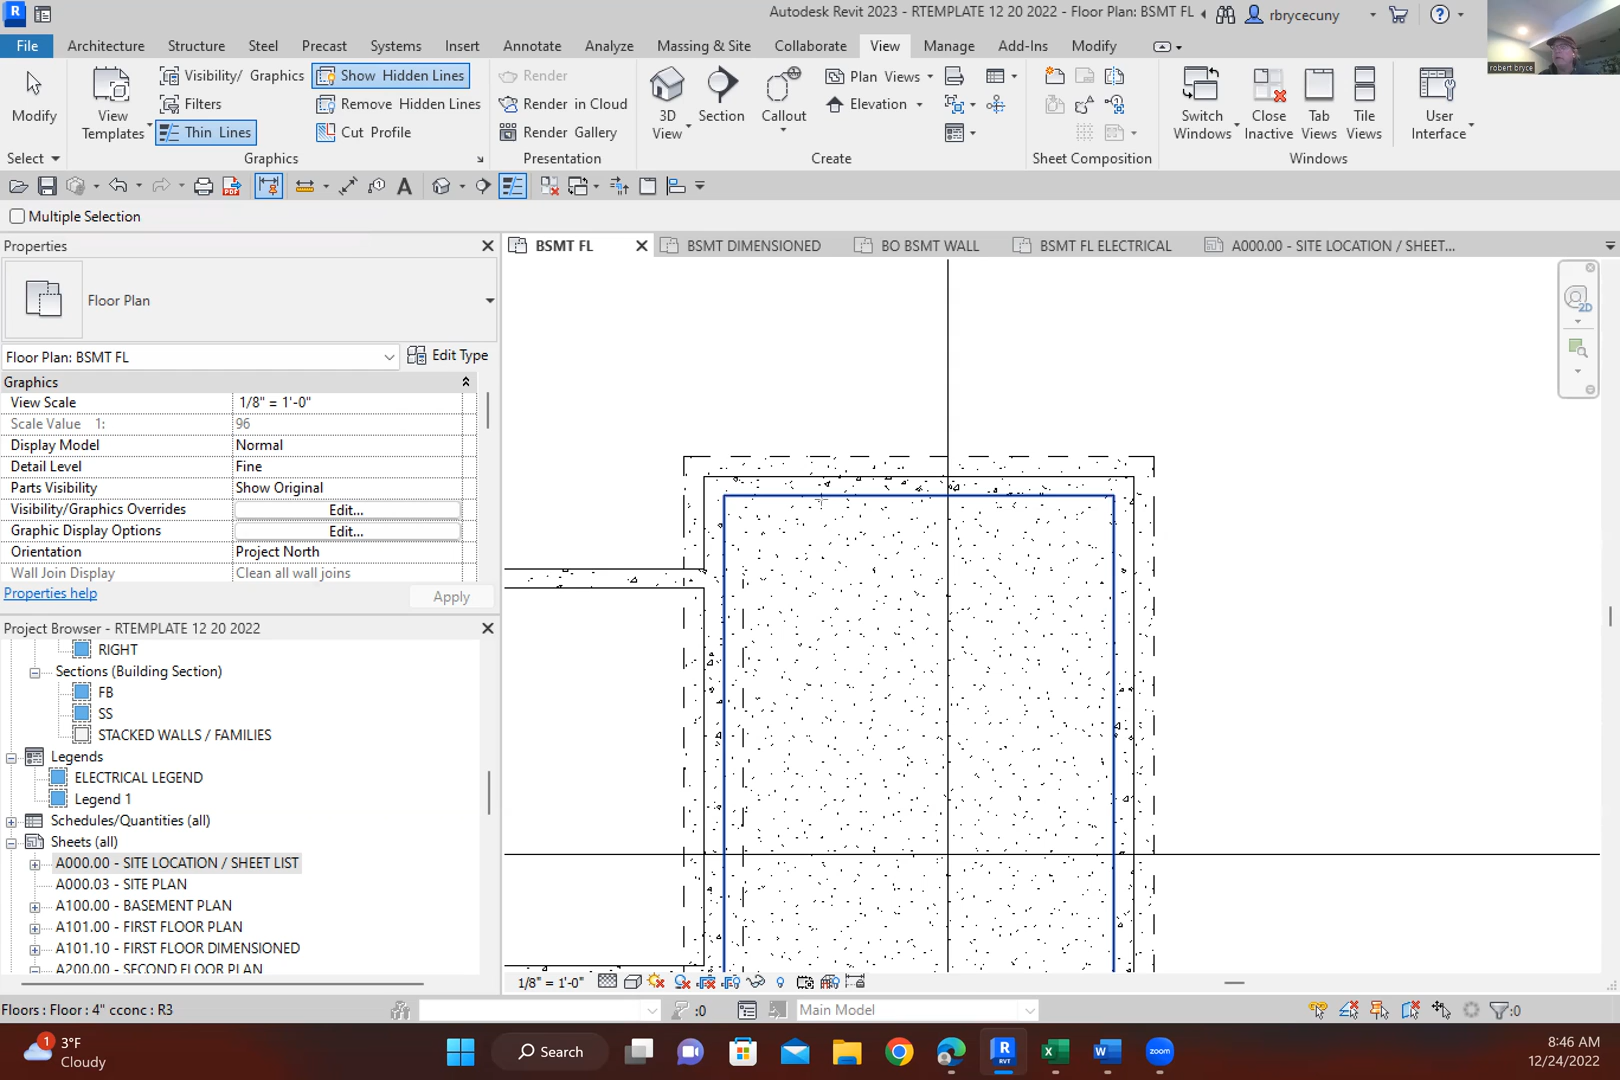 Autodesk Revit 2023 - RTEMPLATE 12 20 2022 - Floor Plan: BSMT FL
rbrycecuny
robert bryce
File Architecture Structure Steel Precast Systems Insert Annotate Analyze Massing & Site Collaborate View Manage Add-Ins Modify
Modify
View Templates
Visibility/ Graphics
Filters
Thin Lines
Show Hidden Lines
Remove Hidden Lines
Cut Profile
Render
Render in Cloud
Render Gallery
3D View
Section
Callout
Plan Views
Elevation
Switch Windows
Close Inactive
Tab Views
Tile Views
User Interface
Select Graphics Presentation Create Sheet Composition Windows
Multiple Selection
Properties
BSMT FL BSMT DIMENSIONED BO BSMT WALL BSMT FL ELECTRICAL A000.00 - SITE LOCATION / SHEET...
Floor Plan
Floor Plan: BSMT FL Edit Type
Graphics
View Scale 1/8" = 1'-0"
Scale Value 1: 96
Display Model Normal
Detail Level Fine
Parts Visibility Show Original
Visibility/Graphics Overrides Edit...
Graphic Display Options Edit...
Orientation Project North
Wall Join Display Clean all wall joins
Properties help Apply
Project Browser - RTEMPLATE 12 20 2022
RIGHT
Sections (Building Section)
FB
SS
STACKED WALLS / FAMILIES
Legends
ELECTRICAL LEGEND
Legend 1
Schedules/Quantities (all)
Sheets (all)
A000.00 - SITE LOCATION / SHEET LIST
A000.03 - SITE PLAN
A100.00 - BASEMENT PLAN
A101.00 - FIRST FLOOR PLAN
A101.10 - FIRST FLOOR DIMENSIONED
A200.00 - SECOND FLOOR PLAN
2D
1/8" = 1'-0"
Floors : Floor : 4" cconc : R3 :0 Main Model :0
1
3°F
Cloudy
Search
zoom
8:46 AM
12/24/2022